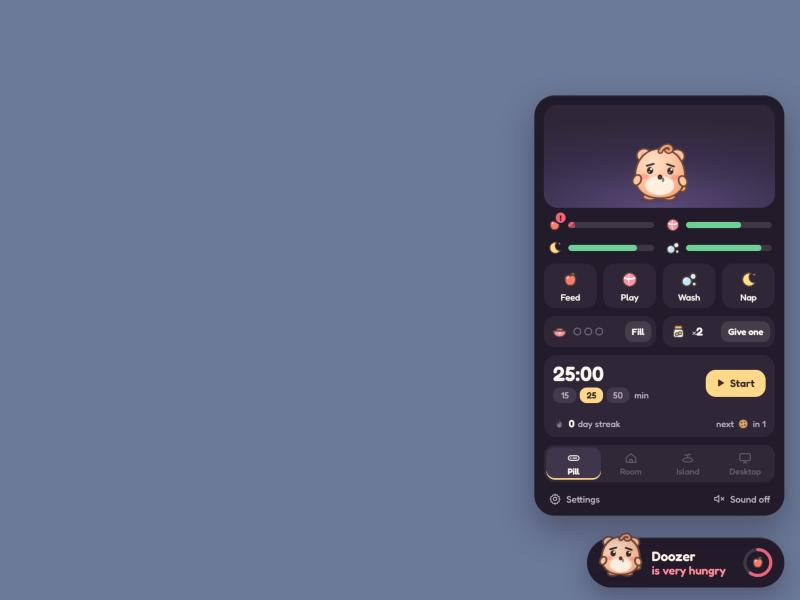 !
Feed Play Wash Nap
Fill ×2 Give one
25:00
Start
15 25 50 min
0 day streak next in 1
Pill Room Island Desktop
Settings Sound off
Doozer
is very hungry